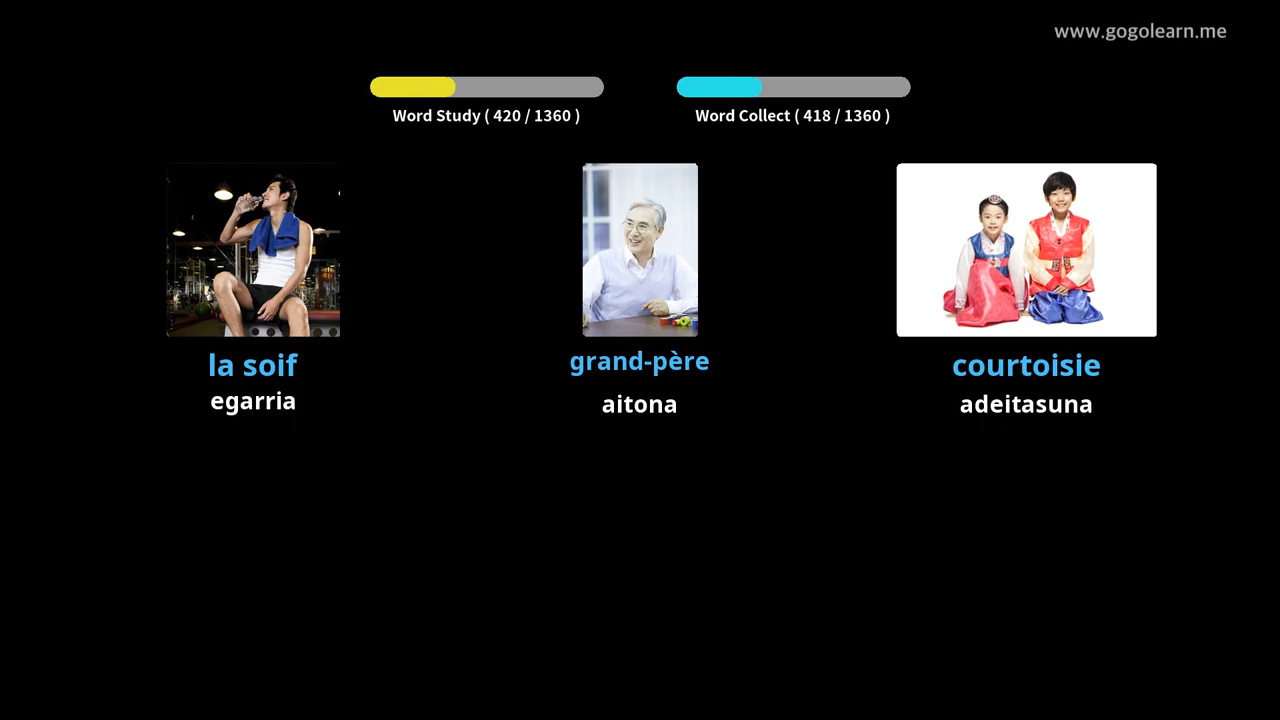 www.gogolearn.me
Word Study ( 420 / 1360 )
Word Collect ( 418 / 1360 )
la soif
egarria
grand-père
aitona
courtoisie
adeitasuna